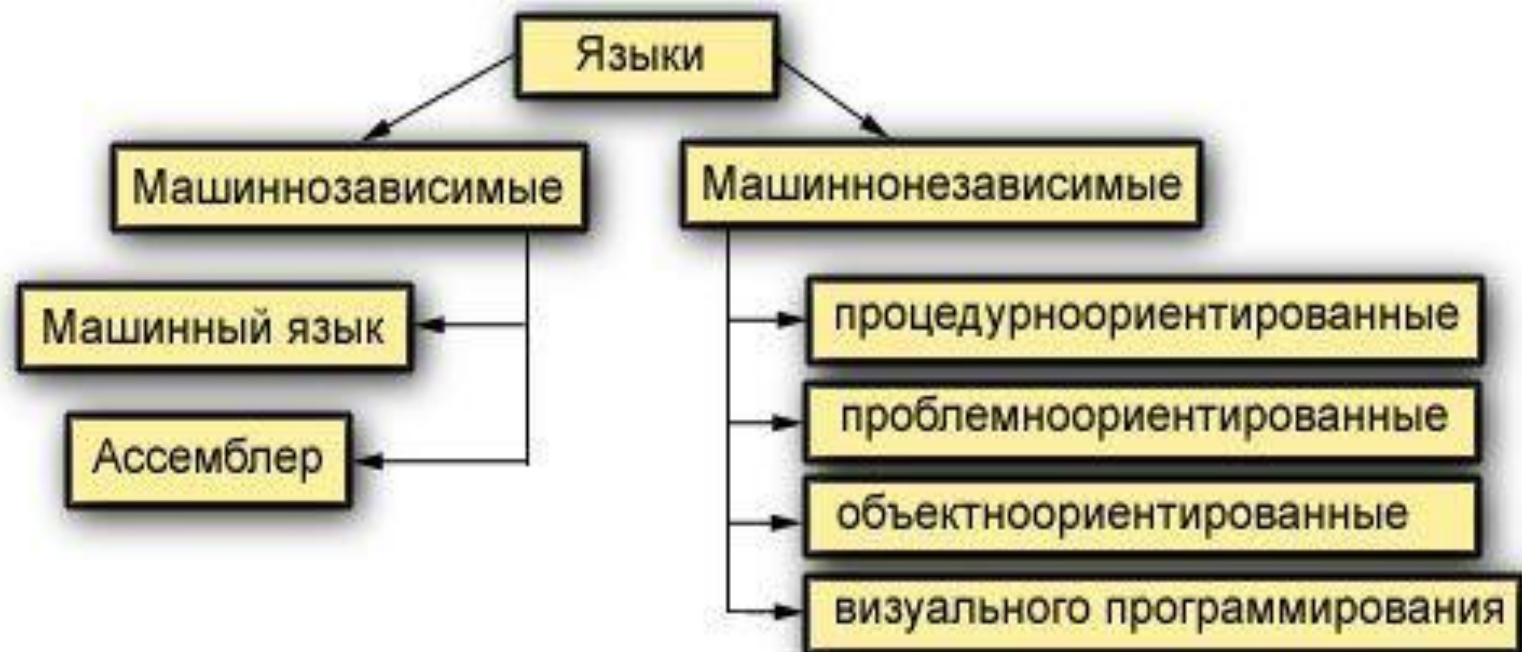 Языки
Машиннозависимые
Машиннонезависимые
Машинный язык
Ассемблер
процедурноориентированные
проблемноориентированные
объектноориентированные
визуального программирования